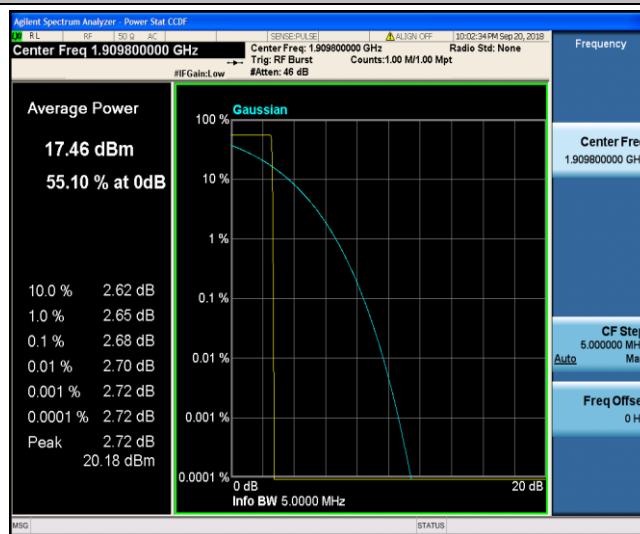 Agilent Spectrum Analyzer - Power Stat CCDF
RL RF 50 Ω AC SENSE:PULSE ALIGN OFF 10:02:34 PM Sep 20, 2018
Center Freq 1.909800000 GHz
Center Freq: 1.909800000 GHz Radio Std: None
Trig: RF Burst Counts:1.00 M/1.00 Mpt
#IFGain:Low #Atten: 46 dB
Frequency
Center Fre
1.909800000 GH
CF Step
5.000000 MH
Auto Ma
Freq Offse
0 H
Average Power
17.46 dBm
55.10 % at 0dB
10.0 % 2.62 dB
1.0 % 2.65 dB
0.1 % 2.68 dB
0.01 % 2.70 dB
0.001 % 2.72 dB
0.0001 % 2.72 dB
Peak 2.72 dB
20.18 dBm
Gaussian
100 %
10 %
1 %
0.1 %
0.01 %
0.001 %
0.0001 %
0 dB 20 dB
Info BW 5.0000 MHz
MSG STATUS